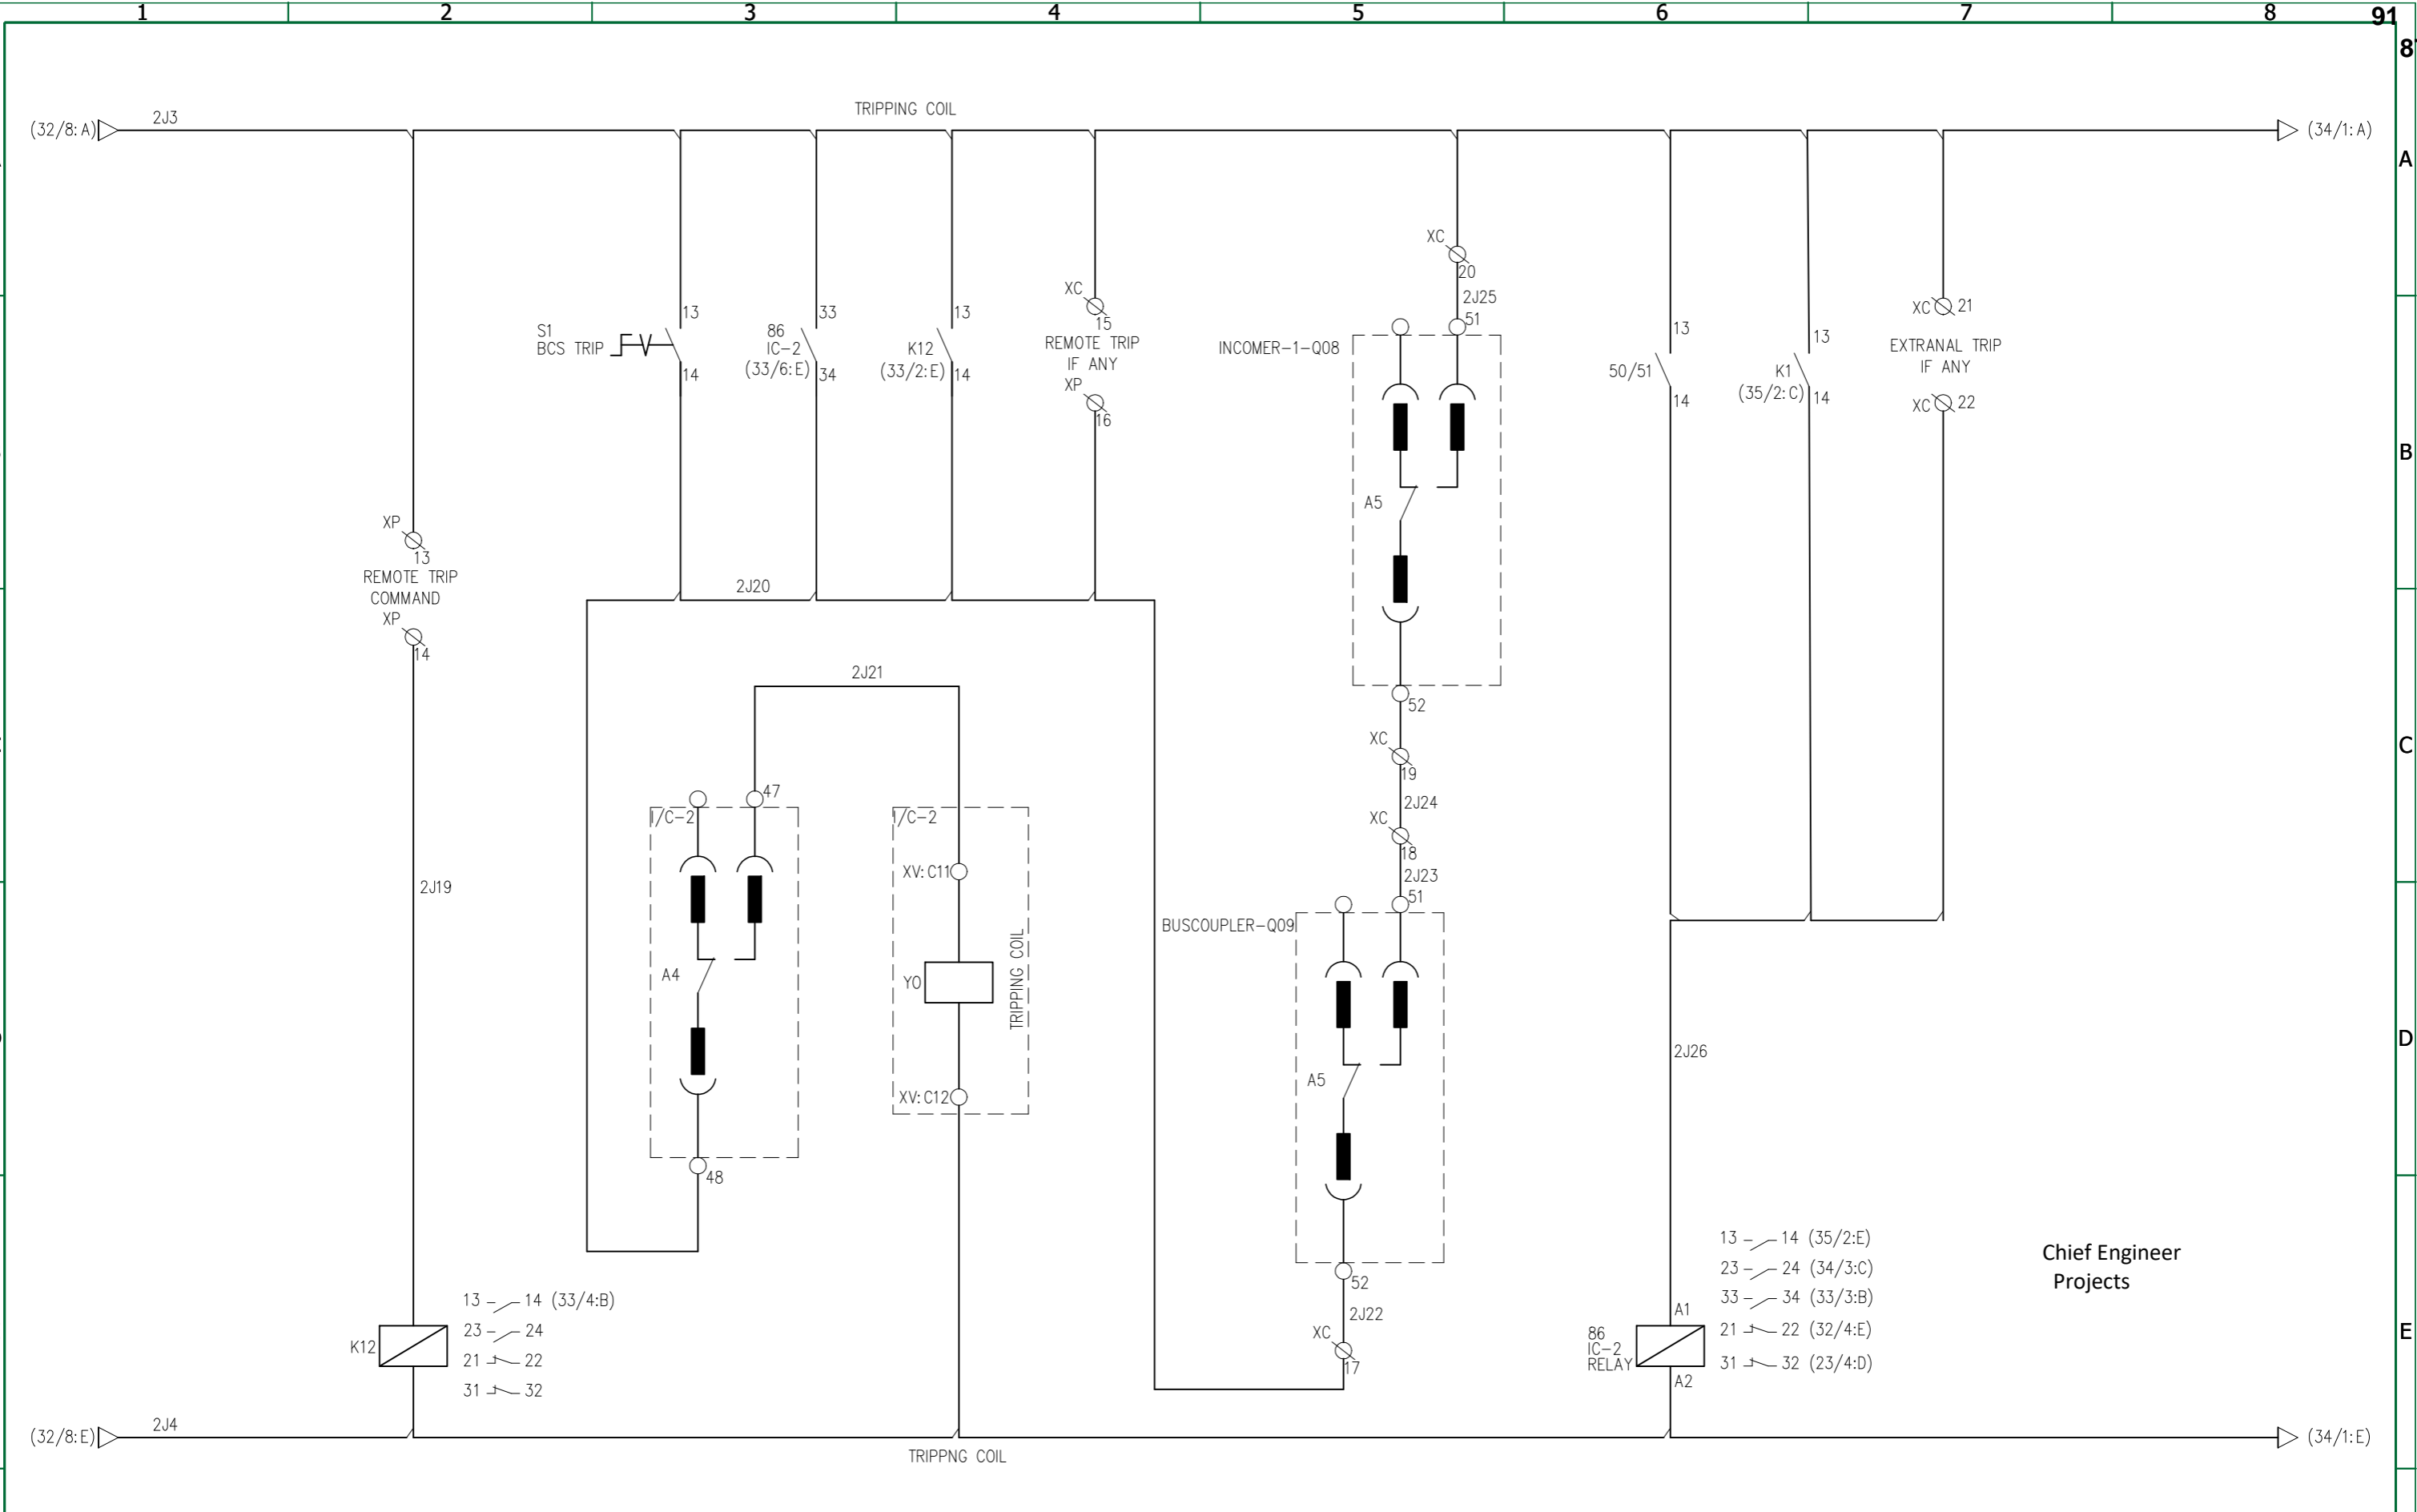 1 2 3 4 5 6 7 8 91
TRIPPING COIL
(32/8:A) 2J3 (34/1:A)
A
XC
20
2J25
51
INCOMER-1-Q08
A5
52
S1
BCS TRIP
13
14
86
IC-2
(33/6:E)
33
34
K12
(33/2:E)
13
14
XC
15
REMOTE TRIP
IF ANY
XP
16
50/51
13
14
K1
(35/2:C)
13
14
XC 21
EXTRANAL TRIP
IF ANY
XC 22
B
XP
13
REMOTE TRIP
COMMAND
XP
14
2J20
2J21
XC
19
2J24
XC
18
2J23
51
C
2J19
47
I/C-2
A4
48
I/C-2
XV:C11
Y0
TRIPPING COIL
XV:C12
BUSCOUPLER-Q09
A5
52
2J22
XC
17
2J26
D
K12
13 14 (33/4:B)
23 24
21 22
31 32
86
IC-2
RELAY
A1
A2
13 14 (35/2:E)
23 24 (34/3:C)
33 34 (33/3:B)
21 22 (32/4:E)
31 32 (23/4:D)
Chief Engineer
Projects
E
(32/8:E) 2J4 (34/1:E)
TRIPPNG COIL